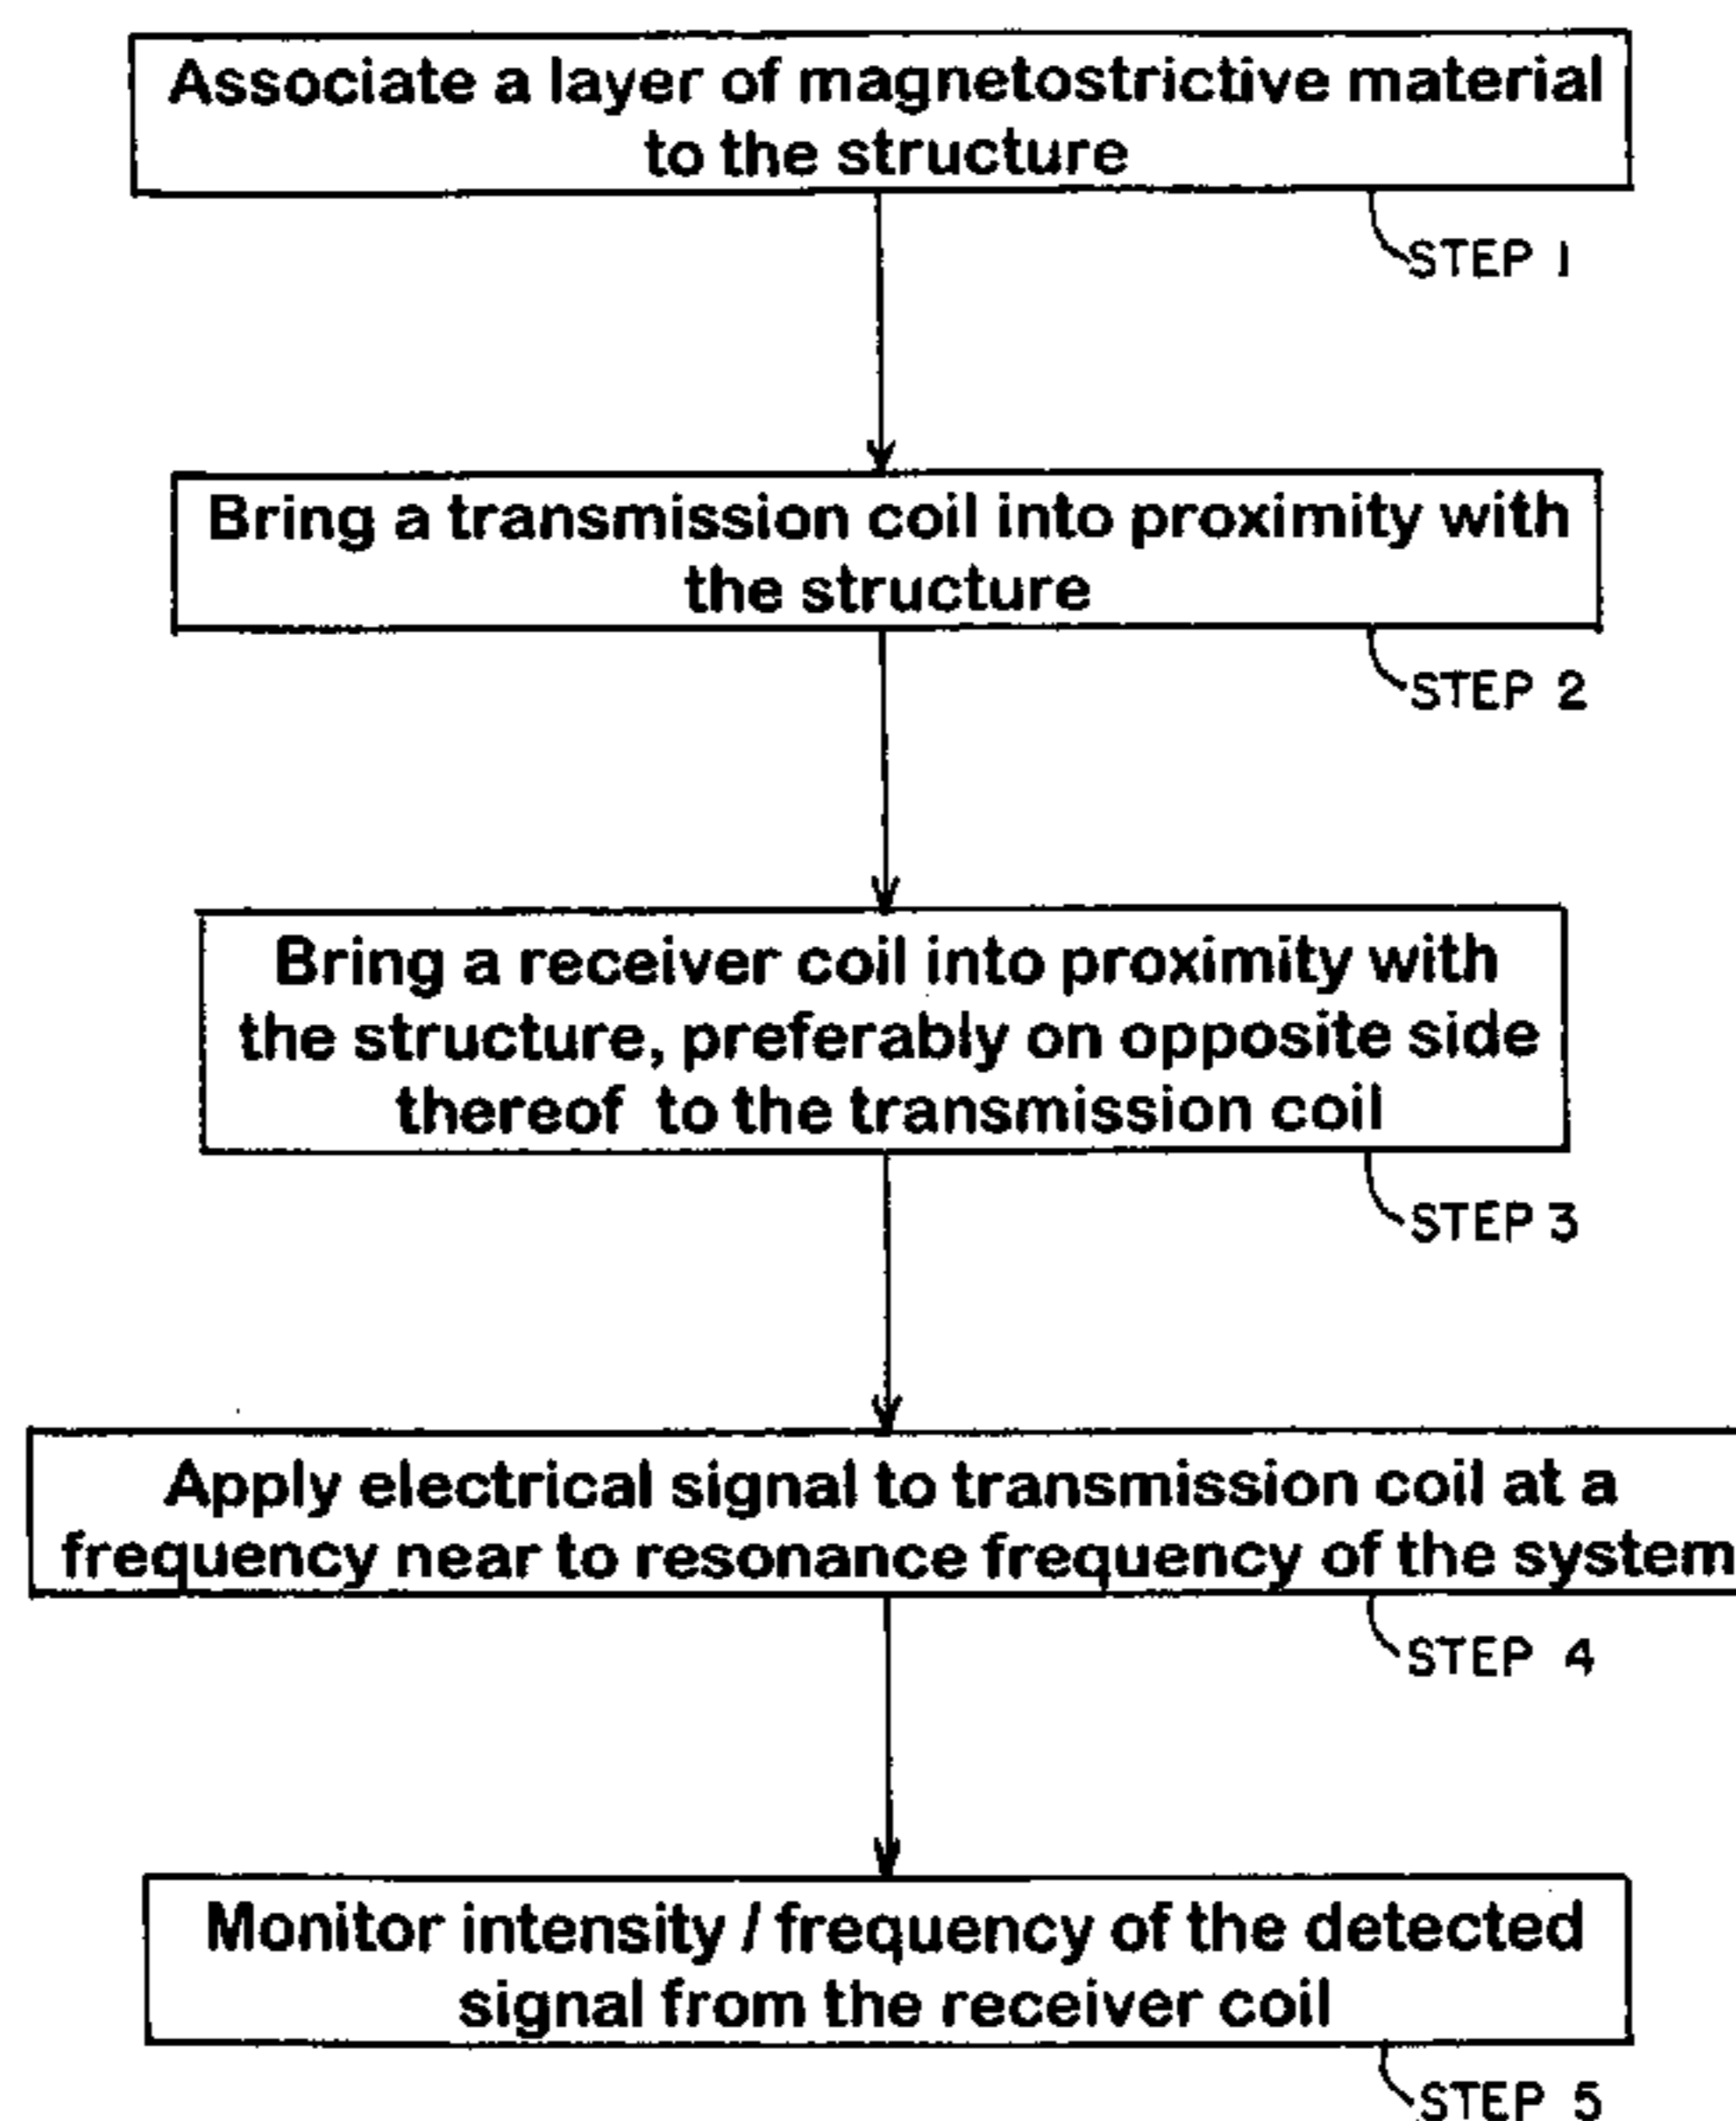 Associate a layer of magnetostrictive material
to the structure
STEP 1
Bring a transmission coil into proximity with
the structure
STEP 2
Bring a receiver coil into proximity with
the structure, preferably on opposite side
thereof to the transmission coil
STEP 3
Apply electrical signal to transmission coil at a
frequency near to resonance frequency of the system
STEP 4
Monitor intensity / frequency of the detected
signal from the receiver coil
STEP 5